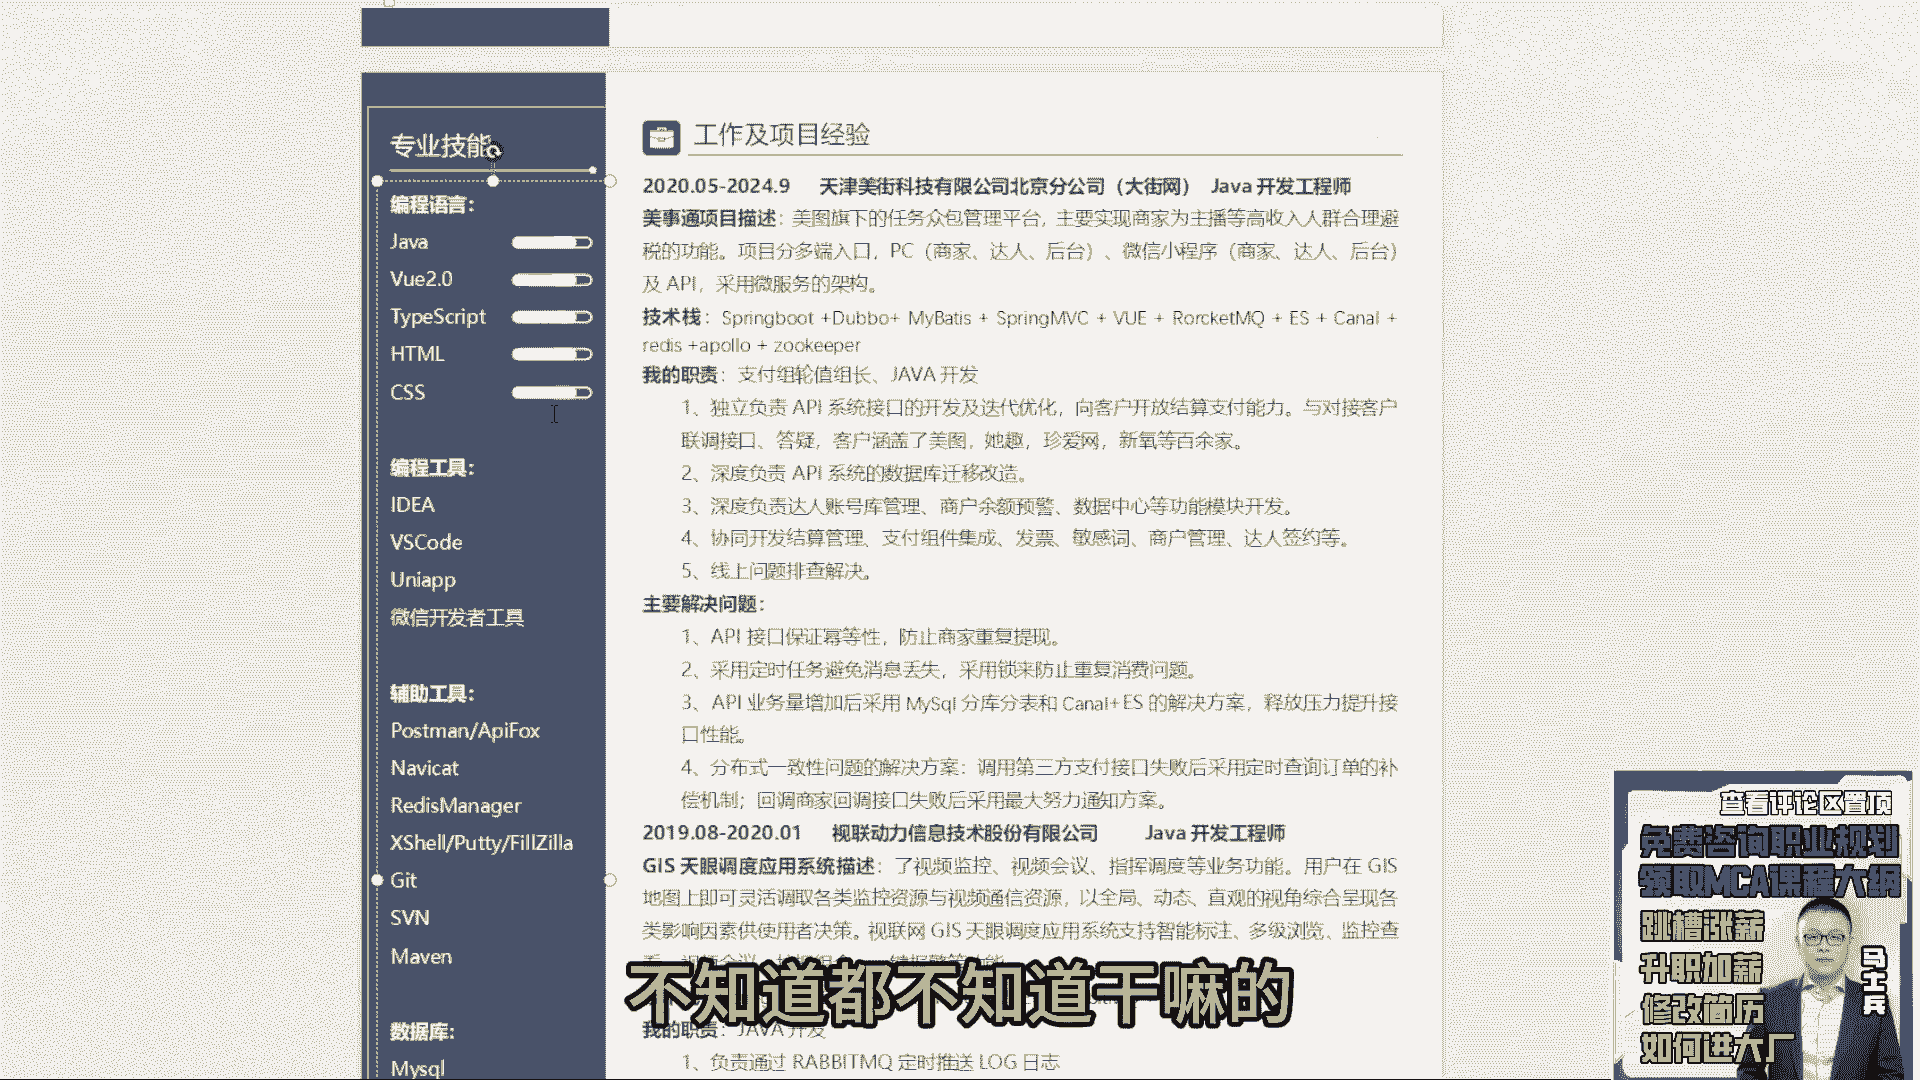 专业技能
编程语言：
Java
Vue2.0
TypeScript
HTML
CSS
编程工具：
IDEA
VSCode
Uniapp
微信开发者工具
辅助工具：
Postman/ApiFox
Navicat
RedisManager
XShell/Putty/FillZilla
Git
SVN
Maven
数据库：
Mysql
工作及项目经验
2020.05-2024.9 天津美街科技有限公司北京分公司（大街网） Java 开发工程师
美事通项目描述：美图旗下的任务众包管理平台，主要实现商家为主播等高收入人群合理避
税的功能。项目分多端入口，PC（商家、达人、后台）、微信小程序（商家、达人、后台）
及 API，采用微服务的架构。
技术栈：Springboot +Dubbo+ MyBatis + SpringMVC + VUE + RorcketMQ + ES + Canal +
redis +apollo + zookeeper
我的职责：支付组轮值组长、JAVA 开发
1、独立负责 API 系统接口的开发及迭代优化，向客户开放结算支付能力。与对接客户
联调接口、答疑，客户涵盖了美图，她趣，珍爱网，新氧等百余家。
2、深度负责 API 系统的数据库迁移改造。
3、深度负责达人账号库管理、商户余额预警、数据中心等功能模块开发。
4、协同开发结算管理、支付组件集成、发票、敏感词、商户管理、达人签约等。
5、线上问题排查解决。
主要解决问题：
1、API 接口保证幂等性，防止商家重复提现。
2、采用定时任务避免消息丢失，采用锁来防止重复消费问题。
3、API 业务量增加后采用 MySql 分库分表和 Canal+ES 的解决方案，释放压力提升接
口性能。
4、分布式一致性问题的解决方案：调用第三方支付接口失败后采用定时查询订单的补
偿机制；回调商家回调接口失败后采用最大努力通知方案。
2019.08-2020.01 视联动力信息技术股份有限公司 Java 开发工程师
GIS 天眼调度应用系统描述：了视频监控、视频会议、指挥调度等业务功能。用户在 GIS
地图上即可灵活调取各类监控资源与视频通信资源，以全局、动态、直观的视角综合呈现各
类影响因素供使用者决策。视联网 GIS 天眼调度应用系统支持智能标注、多级浏览、监控查
不知道都不知道干嘛的
我的职责：JAVA 开发
1、负责通过 RABBITMQ 定时推送 LOG 日志
查看评论区置顶
免费咨询职业规划
领取MCA课程大纲
跳槽涨薪
升职加薪
修改简历
如何进大厂
马士兵